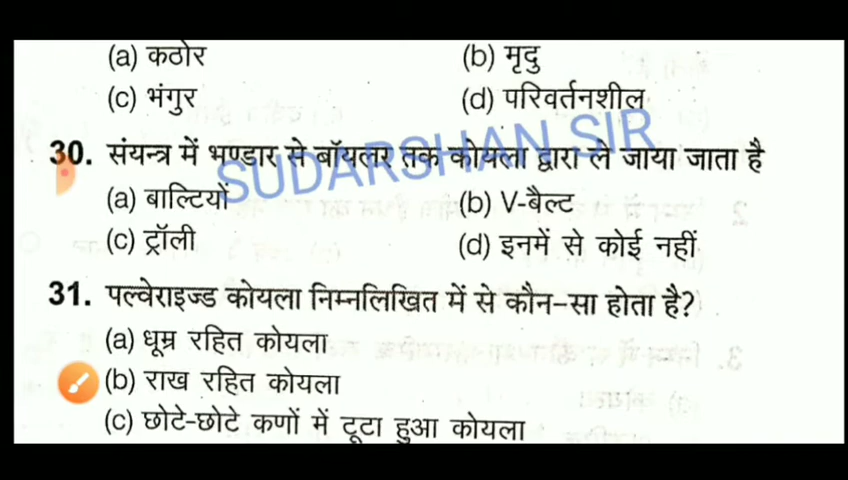 (a) कठोर (b) मृदु
(c) भंगुर (d) परिवर्तनशील
30. संयन्त्र में भण्डार से बॉयलर तक कोयला द्वारा ले जाया जाता है
SUDARSHAN SIR
(a) बाल्टियों (b) V-बैल्ट
(c) ट्रॉली (d) इनमें से कोई नहीं
31. पल्वेराइज्ड कोयला निम्नलिखित में से कौन-सा होता है?
(a) धूम्र रहित कोयला
(b) राख रहित कोयला
(c) छोटे-छोटे कणों में टूटा हुआ कोयला